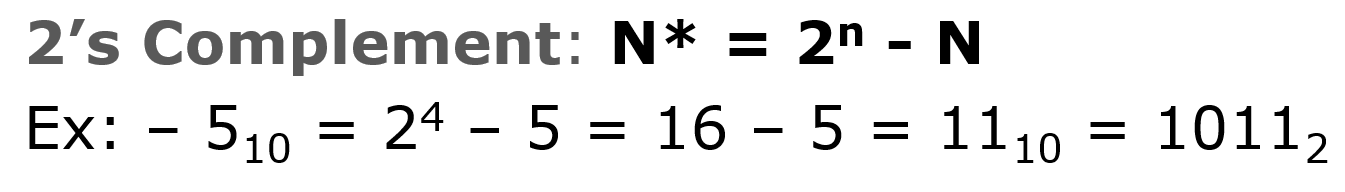 2’s Complement: N* = 2ⁿ - N
Ex: – 5₁₀ = 2⁴ – 5 = 16 – 5 = 11₁₀ = 1011₂